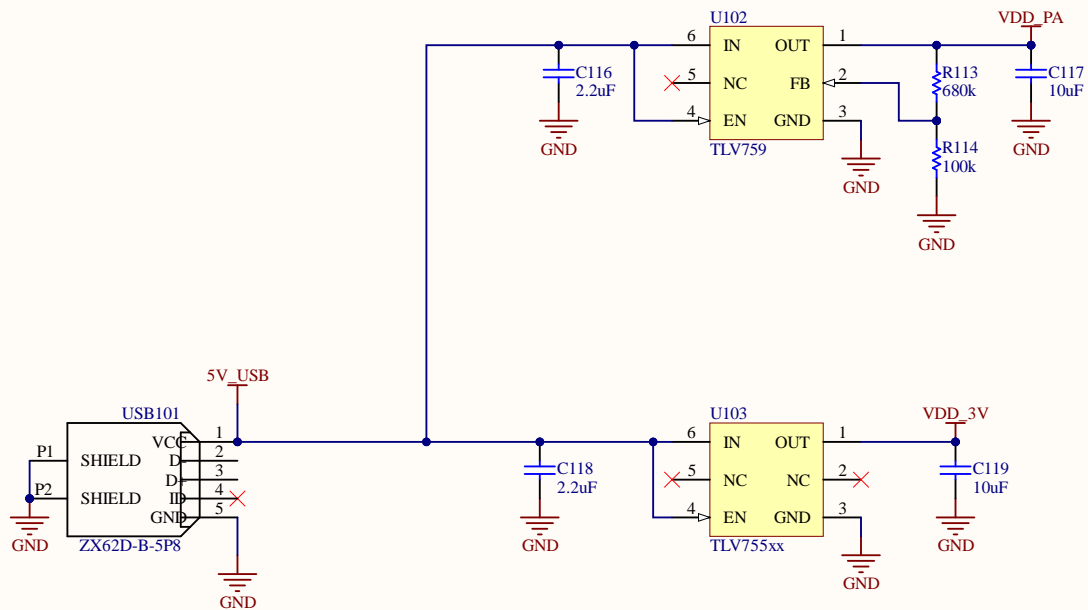 U102
VDD_PA
6 IN OUT 1
C116
2.2uF
5 NC FB 2
R113
680k
C117
10uF
4 EN GND 3
GND
TLV759
GND
R114
100k
GND
GND
5V_USB
USB101
U103
VDD_3V
VCC 1
6 IN OUT 1
P1 SHIELD
D- 2
C118
2.2uF
5 NC NC 2
C119
10uF
D+ 3
P2 SHIELD
ID 4
GND 5
4 EN GND 3
GND
ZX62D-B-5P8
GND
TLV755xx
GND
GND
GND